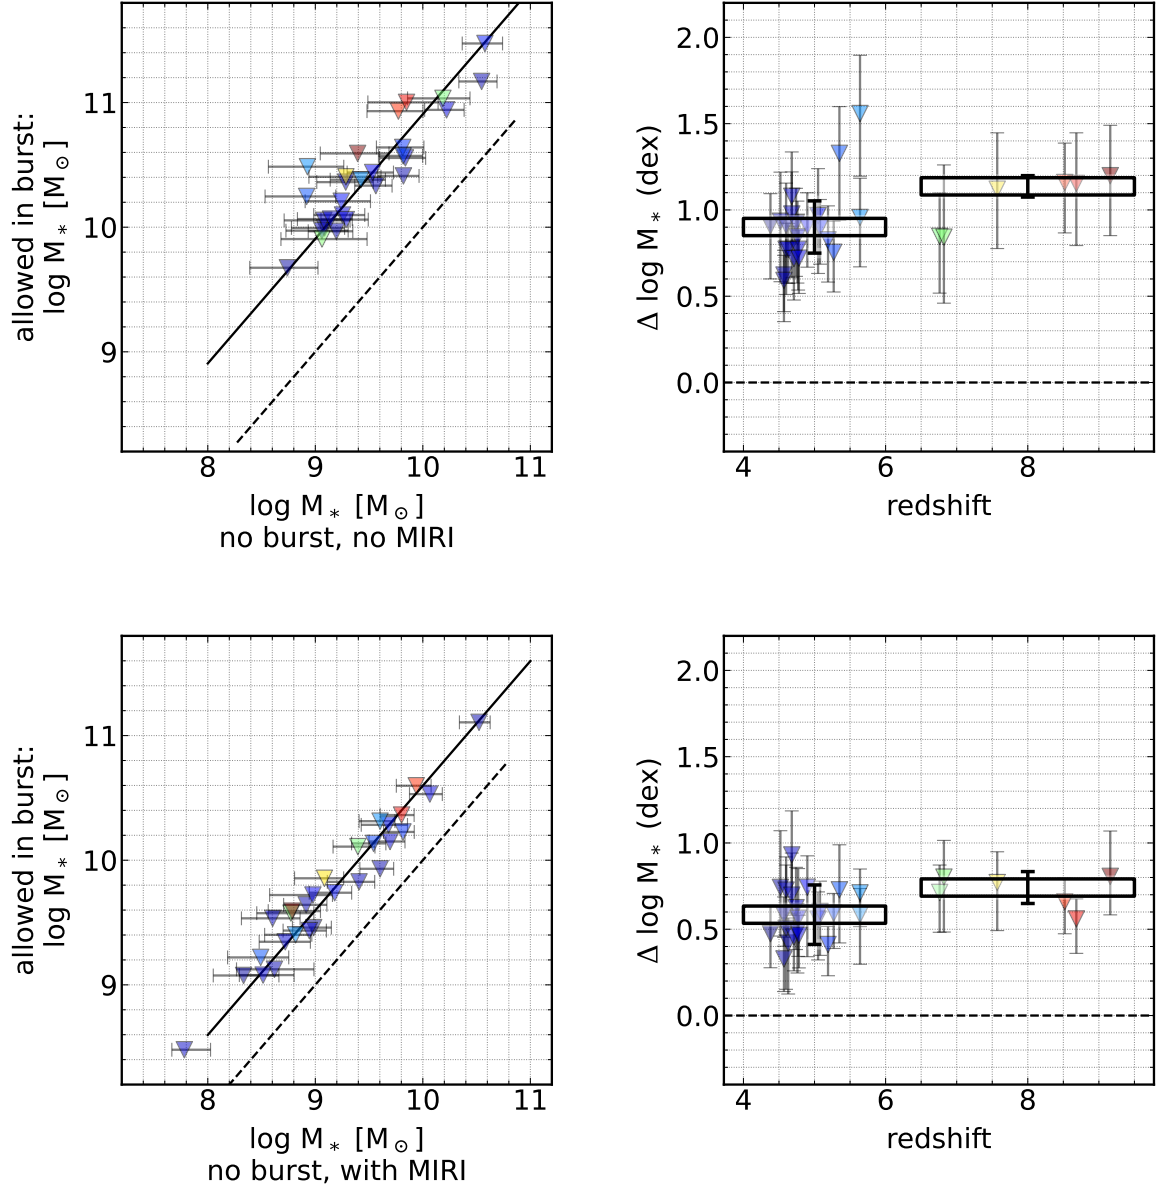 allowed in burst:
log M* [M⊙]
11
10
9
8 9 10 11
log M* [M⊙]
no burst, no MIRI
Δ log M* (dex)
2.0
1.5
1.0
0.5
0.0
4 6 8
redshift
allowed in burst:
log M* [M⊙]
11
10
9
8 9 10 11
log M* [M⊙]
no burst, with MIRI
Δ log M* (dex)
2.0
1.5
1.0
0.5
0.0
4 6 8
redshift